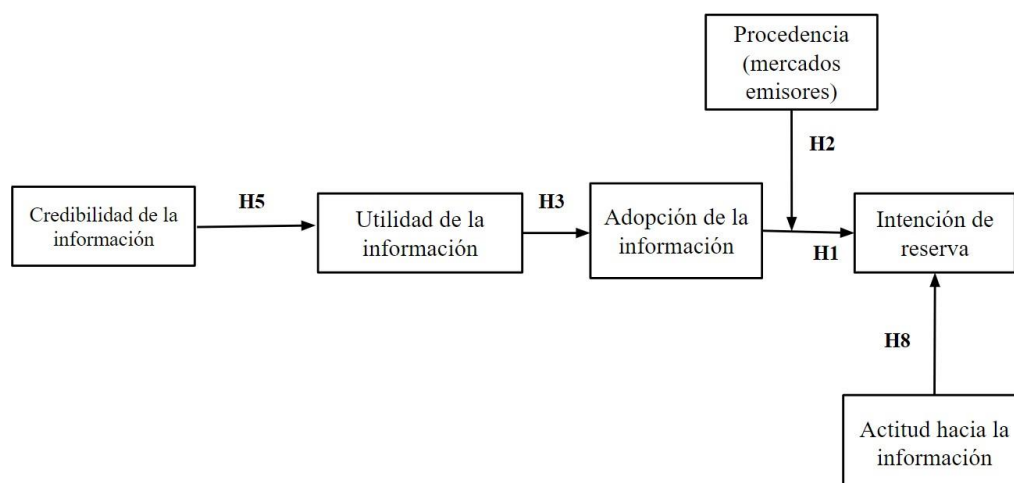 Procedencia
(mercados
emisores)
H2
Credibilidad de la
información
H5
Utilidad de la
información
H3
Adopción de la
información
H1
Intención de
reserva
H8
Actitud hacia la
información